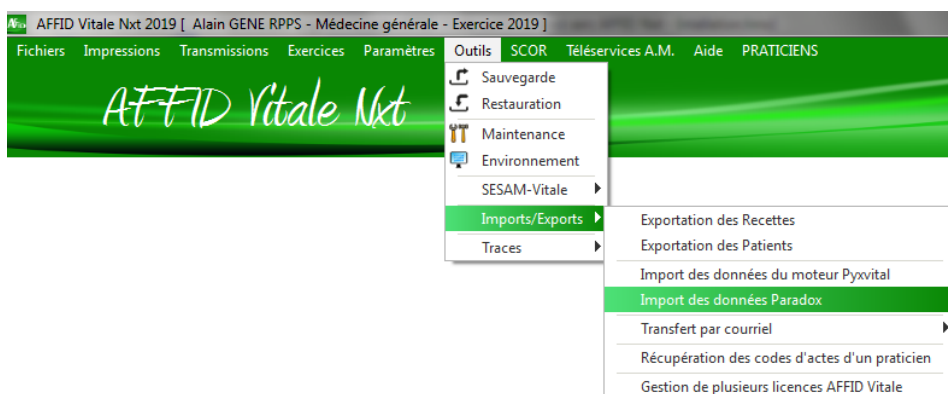 AFFID Vitale Nxt 2019 [ Alain GENE RPPS - Médecine générale - Exercice 2019 ]
Fichiers Impressions Transmissions Exercices Paramètres Outils SCOR Téléservices A.M. Aide PRATICIENS
AFFID Vitale Nxt
Sauvegarde
Restauration
Maintenance
Environnement
SESAM-Vitale
Imports/Exports
Traces
Exportation des Recettes
Exportation des Patients
Import des données du moteur Pyxvital
Import des données Paradox
Transfert par courriel
Récupération des codes d'actes d'un praticien
Gestion de plusieurs licences AFFID Vitale